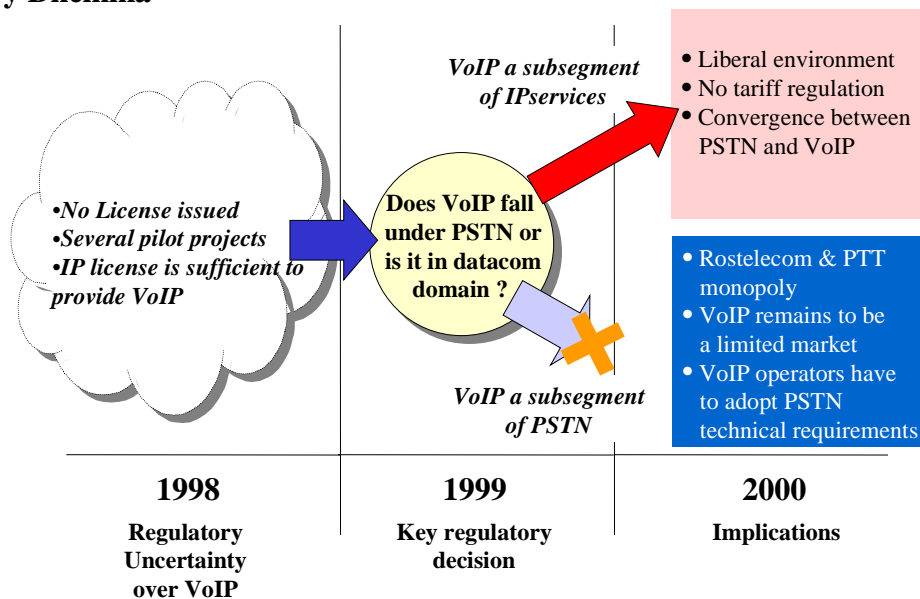 •No License issued
•Several pilot projects
•IP license is sufficient to
provide VoIP
Does VoIP fall
under PSTN or
is it in datacom
domain ?
VoIP a subsegment
of IPservices
VoIP a subsegment
of PSTN
• Liberal environment
• No tariff regulation
• Convergence between
PSTN and VoIP
• Rostelecom & PTT
monopoly
• VoIP remains to be
a limited market
• VoIP operators have
to adopt PSTN
technical requirements
1998
Regulatory
Uncertainty
over VoIP
1999
Key regulatory
decision
2000
Implications